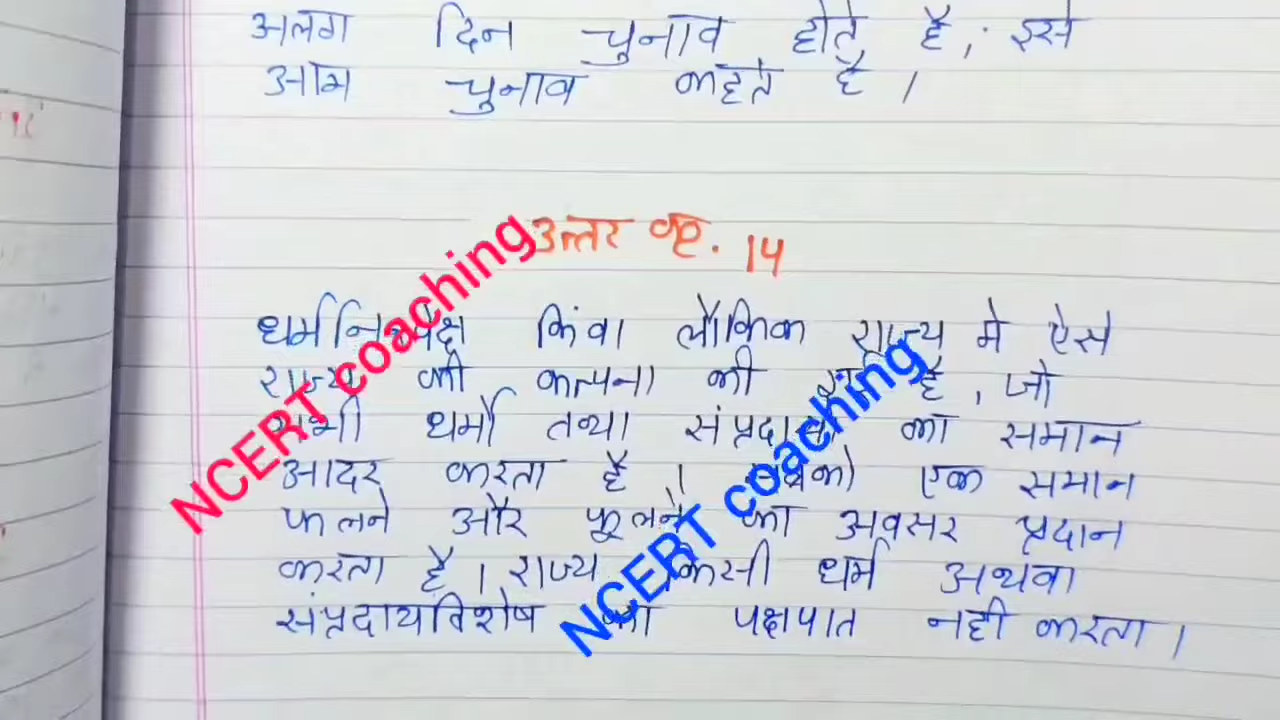 अलग दिन चुनाव होते है, इसे
आम चुनाव कहते है ।
उत्तर क्र. 14
धर्मनिरपेक्ष किंवा लौकिक राज्य मे ऐसे
राज्य की कल्पना की गई है , जो
सभी धर्मो तथा संप्रदायो का समान
आदर करता है । सबको एक समान
फलने और फूलने का अवसर प्रदान
करता है । राज्य किसी धर्म अथवा
संप्रदायविशेष का पक्षपात नही करता ।
NCERT coaching
NCERT coaching